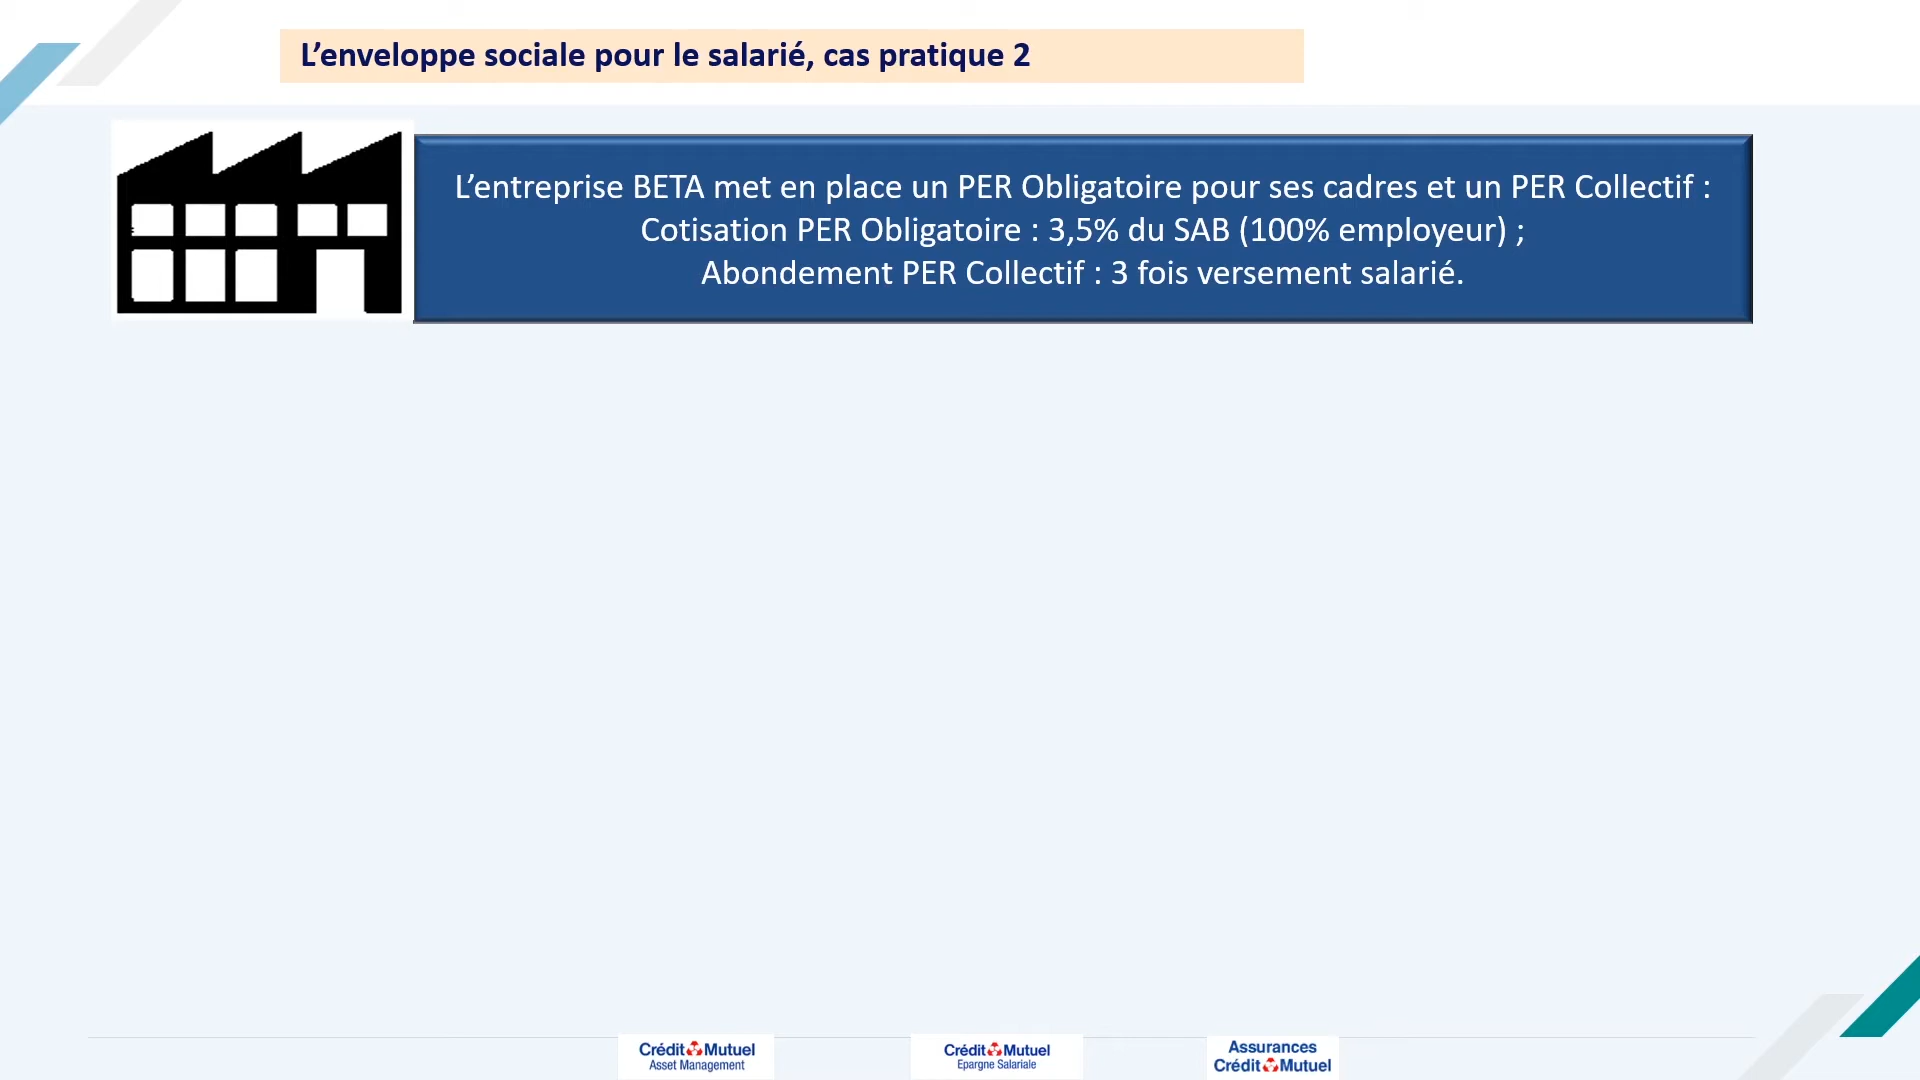 L’enveloppe sociale pour le salarié, cas pratique 2
L’entreprise BETA met en place un PER Obligatoire pour ses cadres et un PER Collectif :
Cotisation PER Obligatoire : 3,5% du SAB (100% employeur) ;
Abondement PER Collectif : 3 fois versement salarié.
Crédit Mutuel
Asset Management
Crédit Mutuel
Epargne Salariale
Assurances
Crédit Mutuel